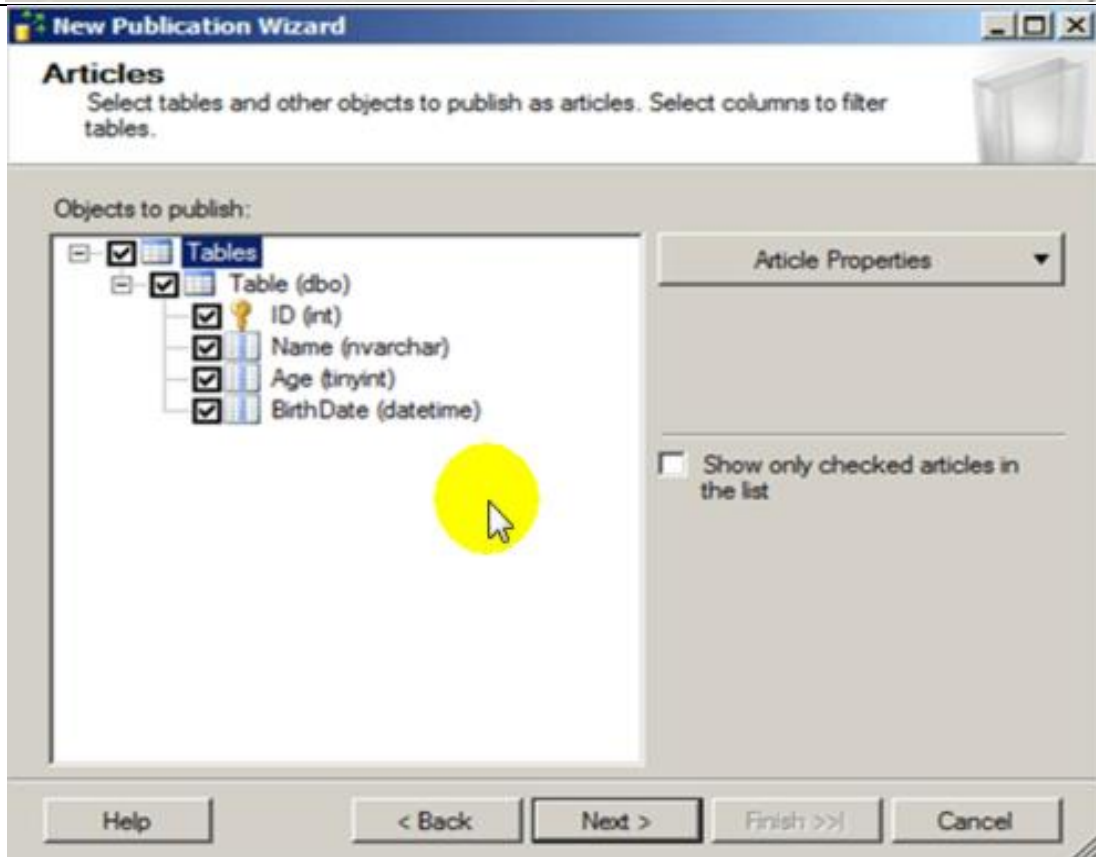 New Publication Wizard
Articles
Select tables and other objects to publish as articles. Select columns to filter
tables.
Objects to publish:
Tables
Table (dbo)
ID (int)
Name (nvarchar)
Age (tinyint)
BirthDate (datetime)
Article Properties
Show only checked articles in
the list
Help
< Back
Next >
Finish >>|
Cancel